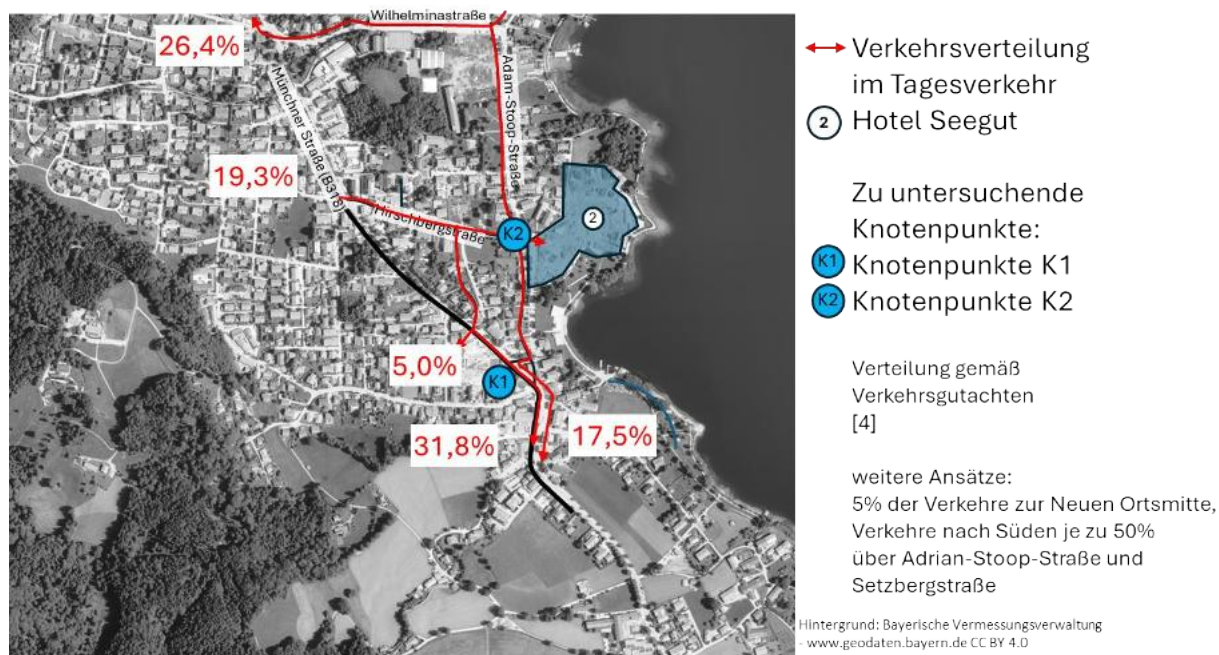 Wilhelminastraße
26,4%
Münchner Straße (B318)
Adam-Stoop-Straße
19,3%
Hirschbergstraße
K2
2
5,0%
K1
31,8%
17,5%
Verkehrsverteilung
im Tagesverkehr
2 Hotel Seegut
Zu untersuchende
Knotenpunkte:
K1 Knotenpunkte K1
K2 Knotenpunkte K2
Verteilung gemäß
Verkehrsgutachten
[4]
weitere Ansätze:
5% der Verkehre zur Neuen Ortsmitte,
Verkehre nach Süden je zu 50%
über Adrian-Stoop-Straße und
Setzbergstraße
Hintergrund: Bayerische Vermessungsverwaltung
- www.geodaten.bayern.de CC BY 4.0